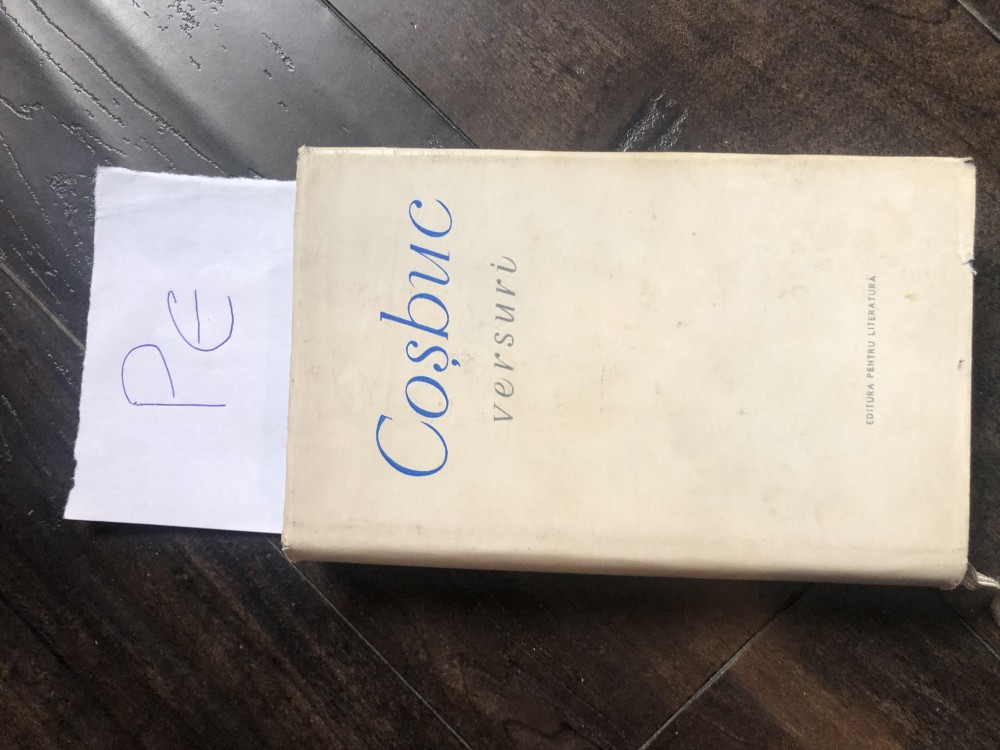 PE
Coșbuc
versuri
EDITURA PENTRU LITERATURĂ